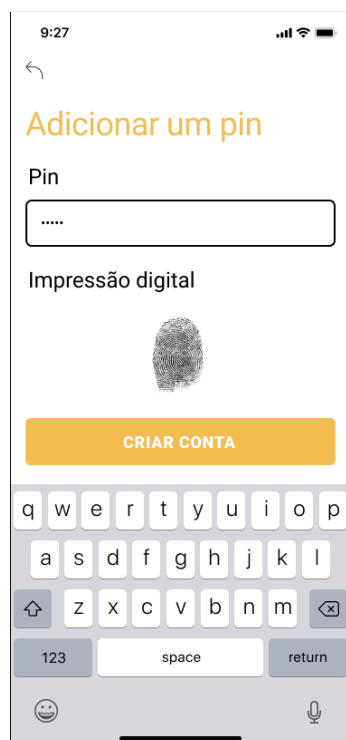 9:27
Adicionar um pin
Pin
•••••
Impressão digital
CRIAR CONTA
q w e r t y u i o p
a s d f g h j k l
z x c v b n m
123 space return